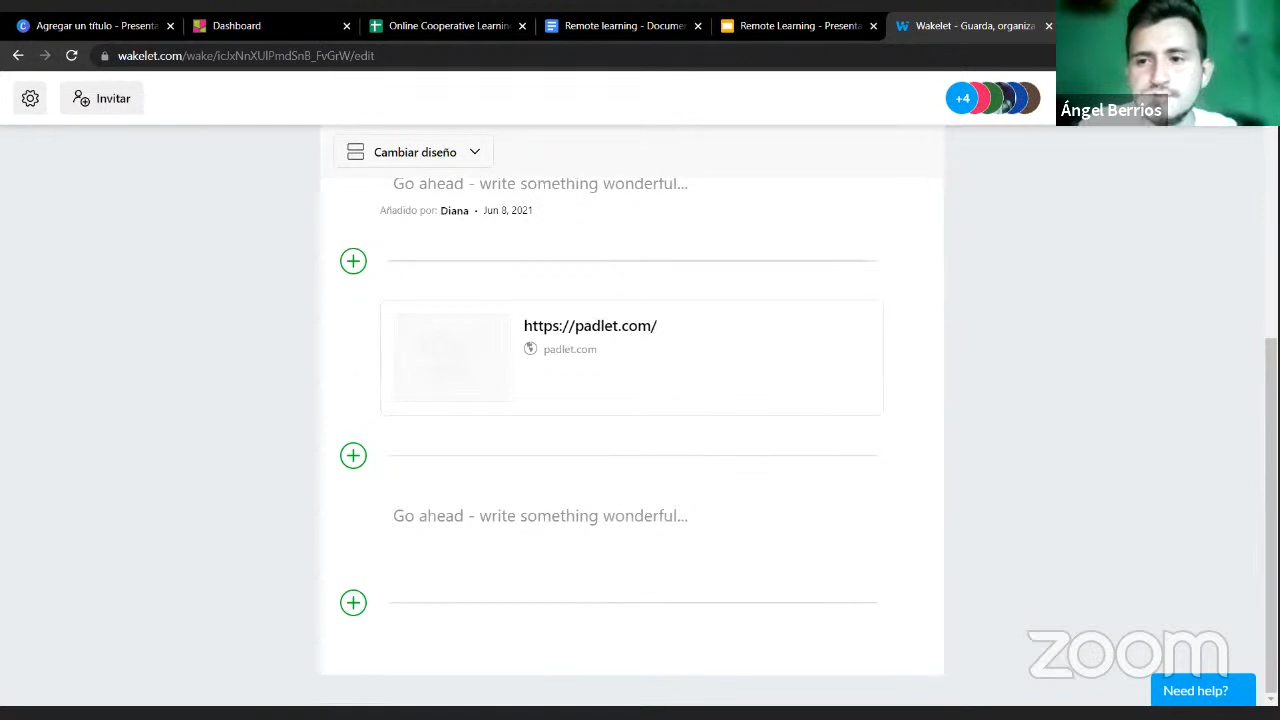 Agregar un título - Presenta
Dashboard
Online Cooperative Learnin
Remote learning - Docume
Remote Learning - Presenta
Wakelet - Guarda, organiza
wakelet.com/wake/icJxNnXUlPmdSnB_FvGrW/edit
Invitar
+4
Ángel Berrios
Cambiar diseño
Go ahead - write something wonderful...
Añadido por: Diana • Jun 8, 2021
https://padlet.com/
padlet.com
Go ahead - write something wonderful...
zoom
Need help?